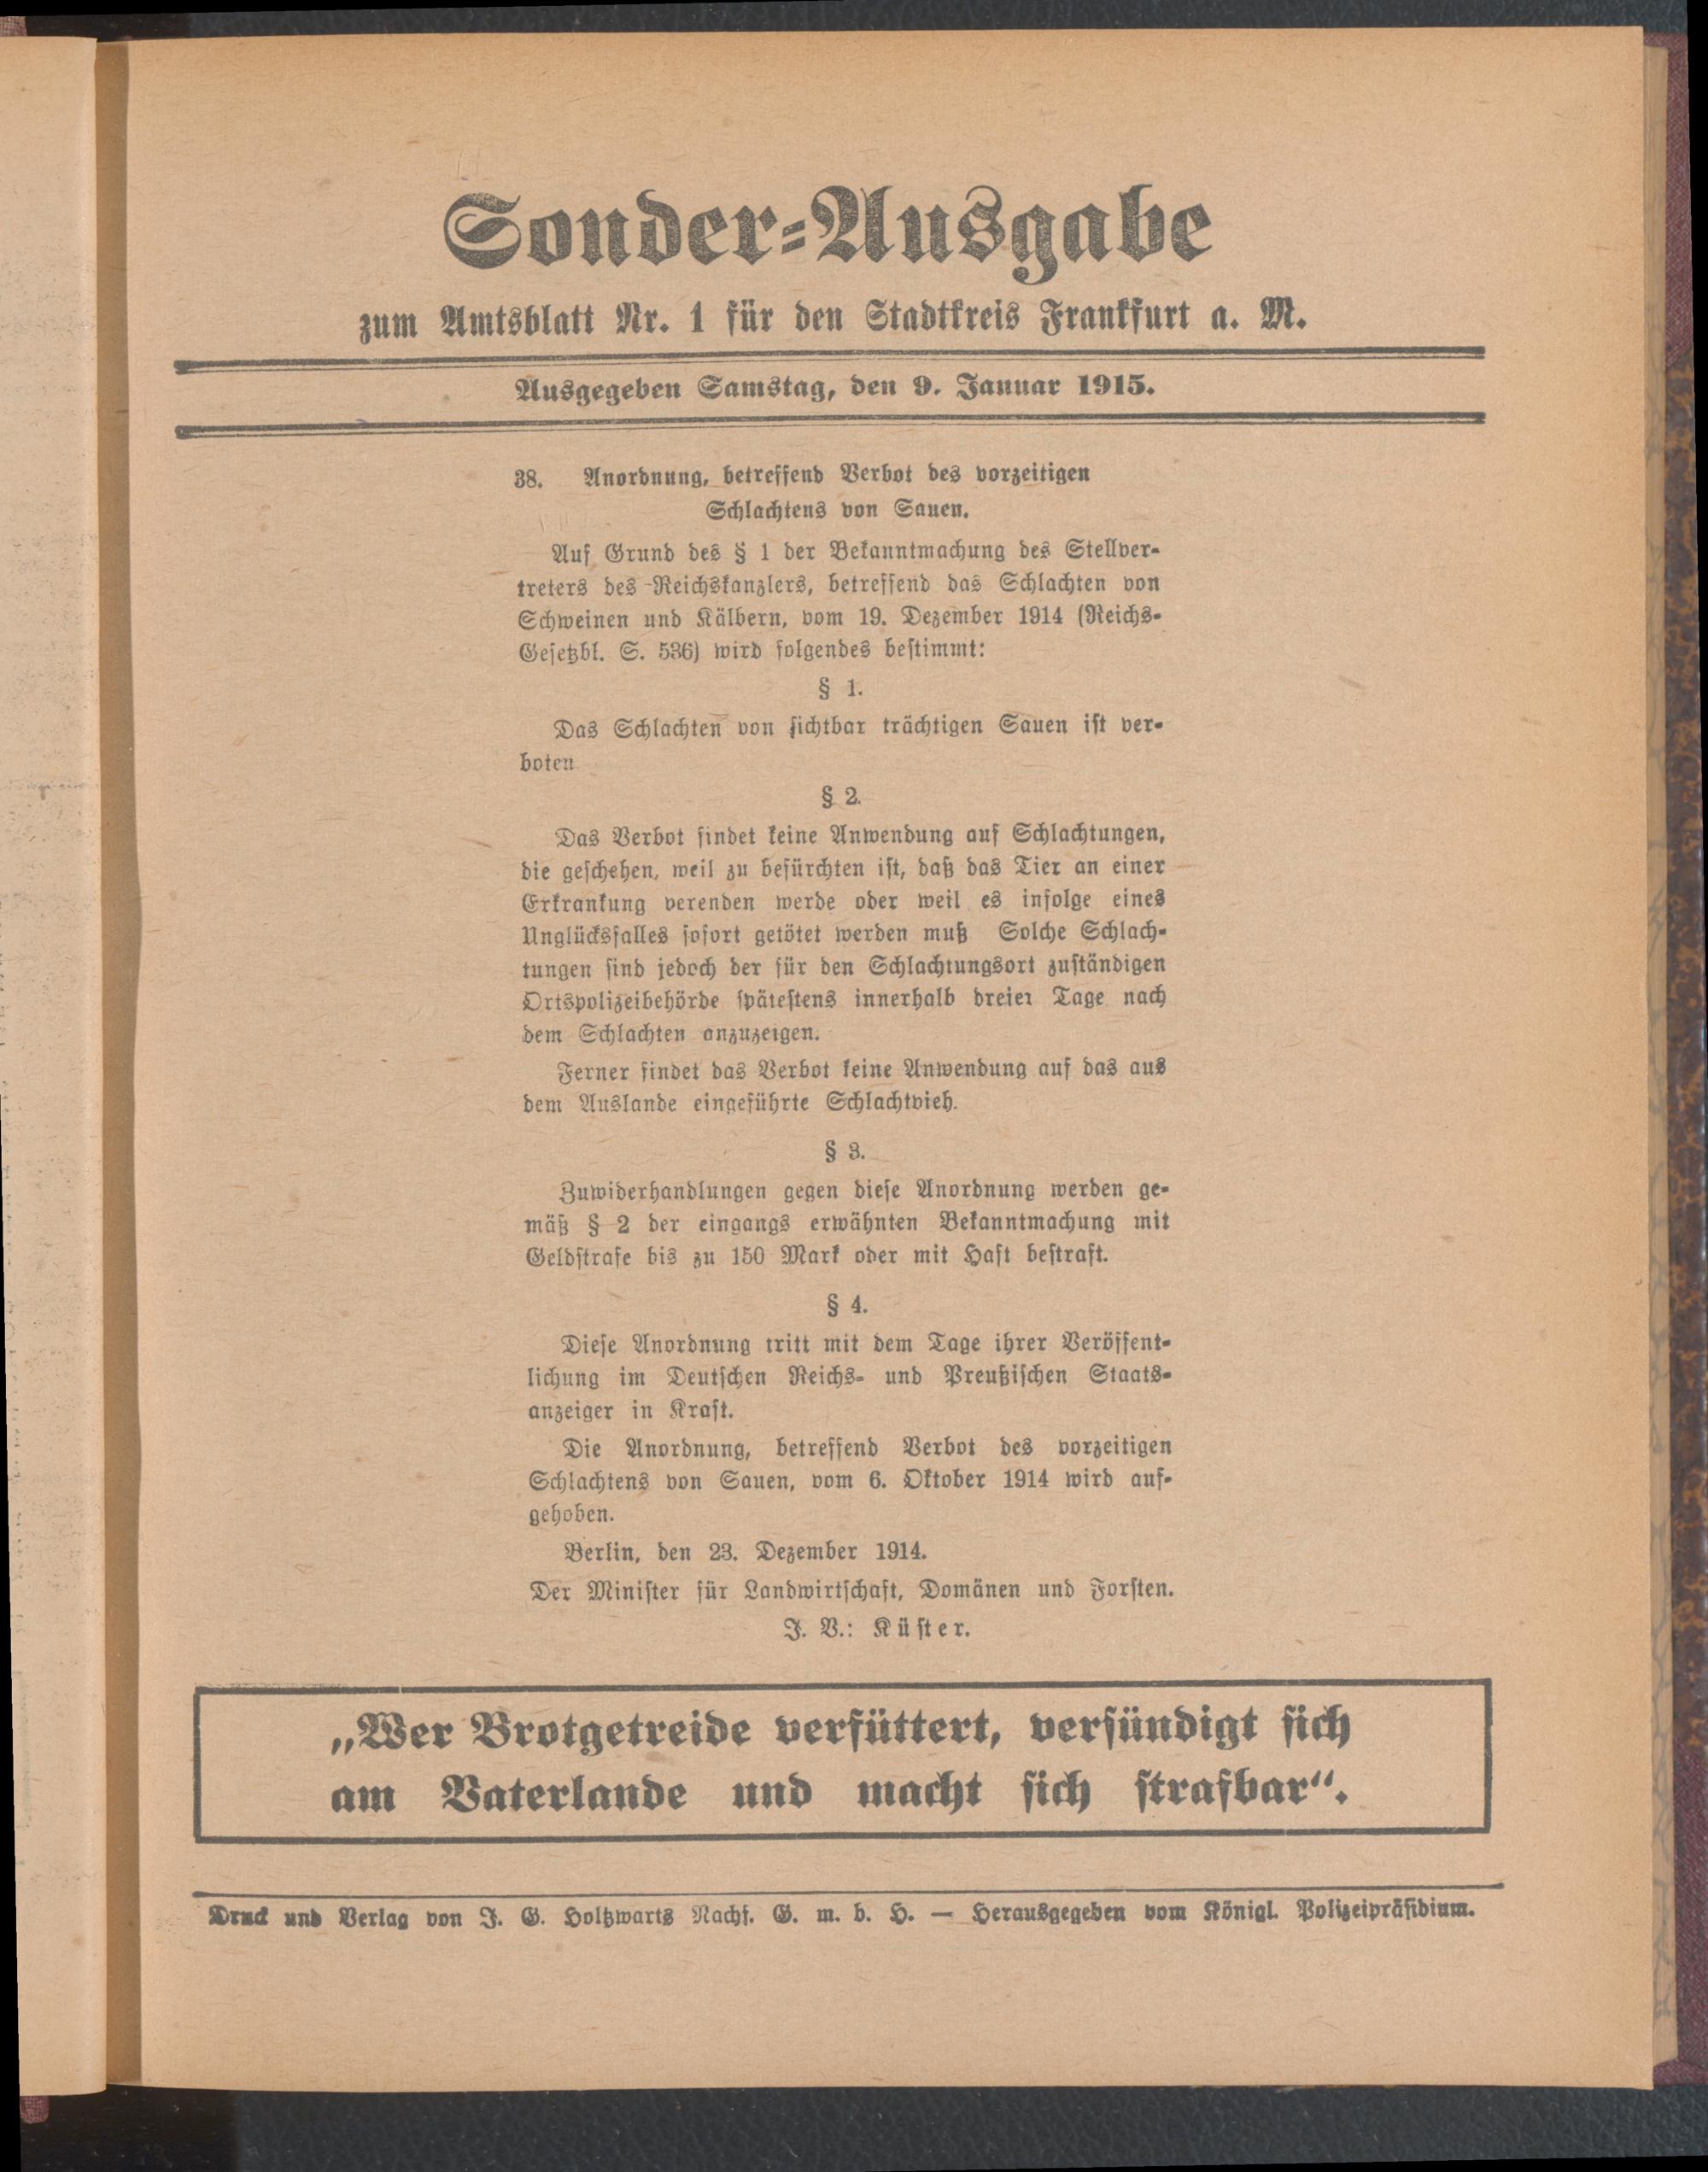 Sonder-Ausgabe
zum Amtsblatt Nr. 1 für den Stadtkreis Frankfurt a. M.
Ausgegeben Samstag, den 9. Januar 1915.
38. Anordnung, betreffend Verbot des vorzeitigen
Schlachtens von Sauen.
Auf Grund des § 1 der Bekanntmachung des Stellver-
treters des Reichskanzlers, betreffend das Schlachten von
Schweinen und Kälbern, vom 19. Dezember 1914 (Reichs-
Gesetzbl. S. 536) wird folgendes bestimmt:
§ 1.
Das Schlachten von sichtbar trächtigen Sauen ist ver-
boten
§ 2.
Das Verbot findet keine Anwendung auf Schlachtungen,
die geschehen, weil zu befürchten ist, daß das Tier an einer
Erkrankung verenden werde oder weil es infolge eines
Unglücksfalles sofort getötet werden muß Solche Schlach-
tungen sind jedoch der für den Schlachtungsort zuständigen
Ortspolizeibehörde spätestens innerhalb dreier Tage nach
dem Schlachten anzuzeigen.
Ferner findet das Verbot keine Anwendung auf das aus
dem Auslande eingeführte Schlachtvieh.
§ 3.
Zuwiderhandlungen gegen diese Anordnung werden ge-
mäß § 2 der eingangs erwähnten Bekanntmachung mit
Geldstrafe bis zu 150 Mark oder mit Haft bestraft.
§ 4.
Diese Anordnung tritt mit dem Tage ihrer Veröffent-
lichung im Deutschen Reichs- und Preußischen Staats-
anzeiger in Kraft.
Die Anordnung, betreffend Verbot des vorzeitigen
Schlachtens von Sauen, vom 6. Oktober 1914 wird auf-
gehoben.
Berlin, den 23. Dezember 1914.
Der Minister für Landwirtschaft, Domänen und Forsten.
J. V.: Küster.
„Wer Brotgetreide verfüttert, versündigt sich
am Vaterlande und macht sich strafbar“.
Druck und Verlag von J. G. Holtzwarts Nachf. G. m. b. H. — Herausgegeben vom Königl. Polizeipräsidium.